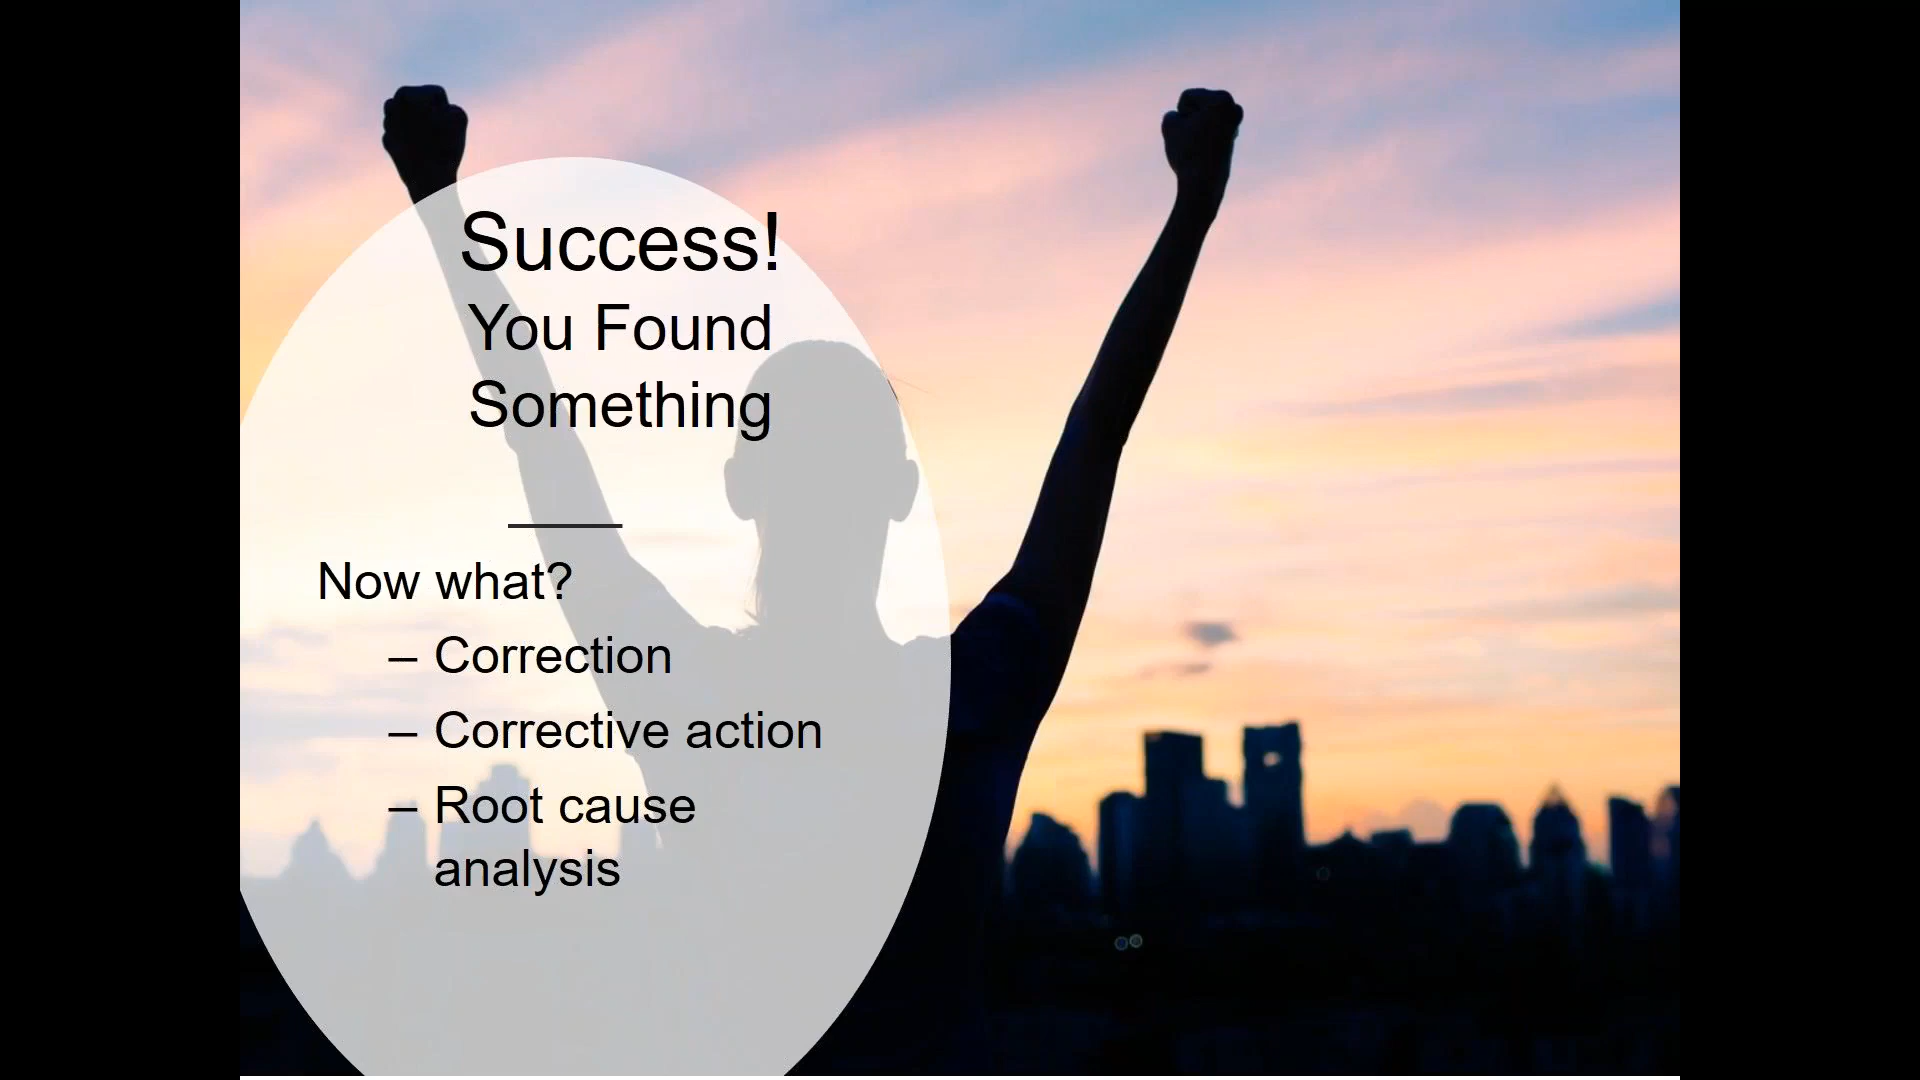 Success!
You Found
Something
Now what?
– Correction
– Corrective action
– Root cause
analysis